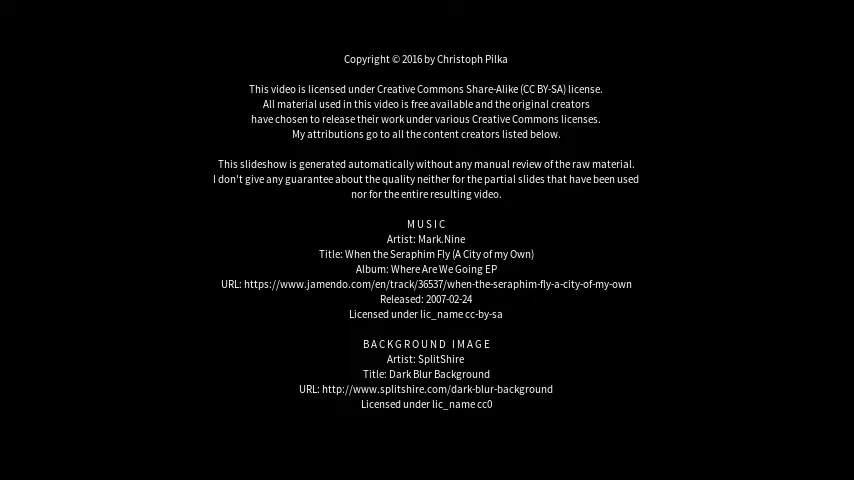 Copyright © 2016 by Christoph Pilka
This video is licensed under Creative Commons Share-Alike (CC BY-SA) license.
All material used in this video is free available and the original creators
have chosen to release their work under various Creative Commons licenses.
My attributions go to all the content creators listed below.
This slideshow is generated automatically without any manual review of the raw material.
I don't give any guarantee about the quality neither for the partial slides that have been used
nor for the entire resulting video.
MUSIC
Artist: Mark.Nine
Title: When the Seraphim Fly (A City of my Own)
Album: Where Are We Going EP
URL: https://www.jamendo.com/en/track/36537/when-the-seraphim-fly-a-city-of-my-own
Released: 2007-02-24
Licensed under lic_name cc-by-sa
BACKGROUND IMAGE
Artist: SplitShire
Title: Dark Blur Background
URL: http://www.splitshire.com/dark-blur-background
Licensed under lic_name cc0